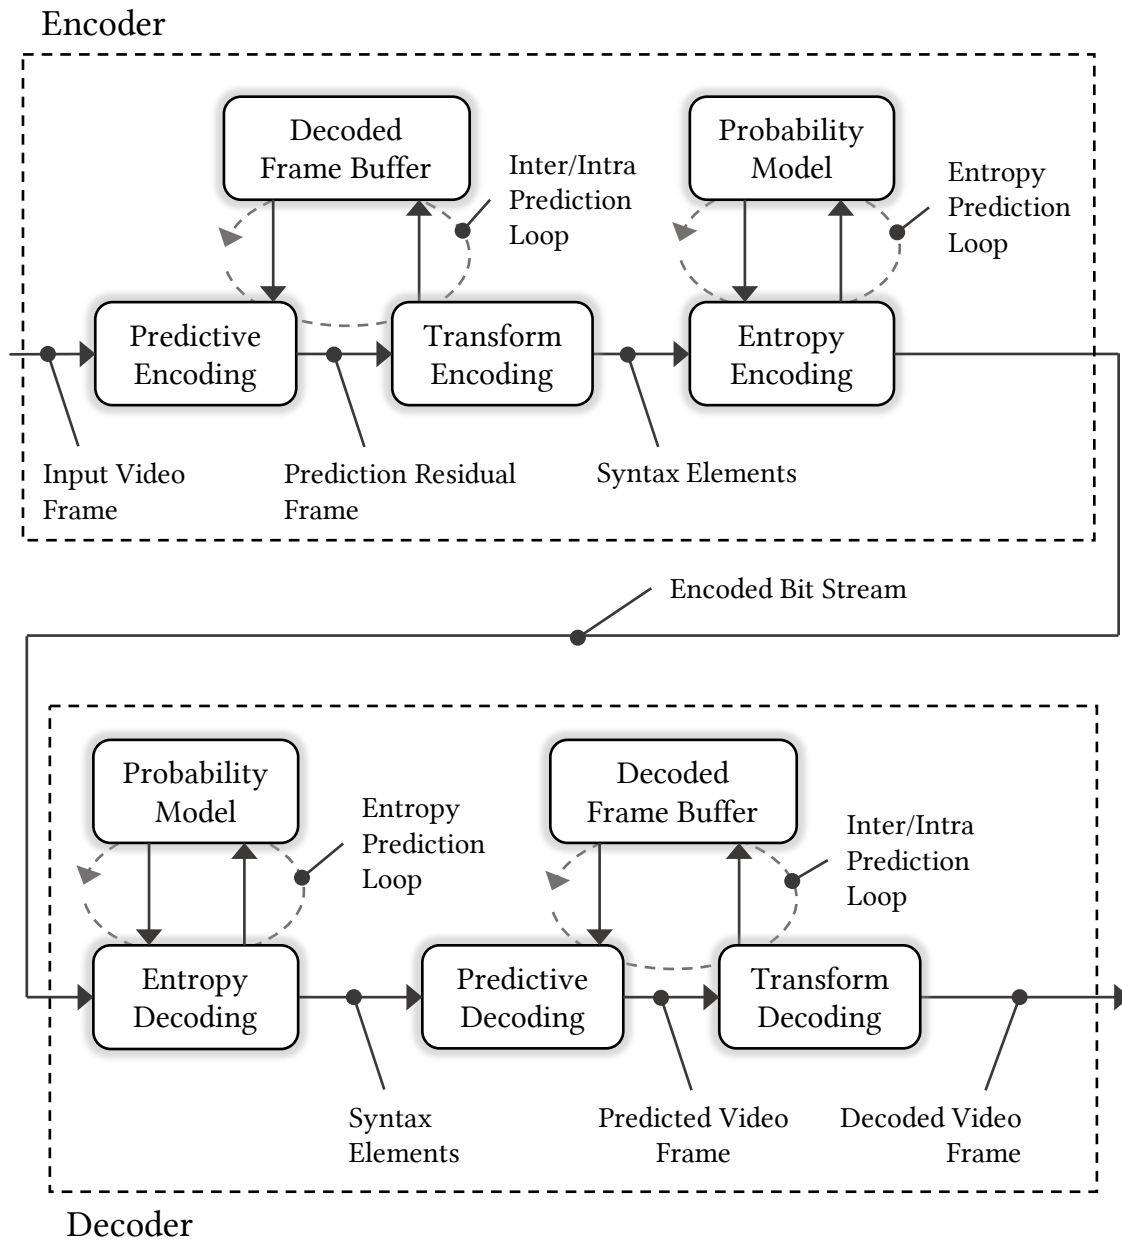 Encoder
Decoded
Frame Buffer
Probability
Model
Inter/Intra
Prediction
Loop
Entropy
Prediction
Loop
Predictive
Encoding
Transform
Encoding
Entropy
Encoding
Input Video
Frame
Prediction Residual
Frame
Syntax Elements
Encoded Bit Stream
Probability
Model
Entropy
Prediction
Loop
Decoded
Frame Buffer
Inter/Intra
Prediction
Loop
Entropy
Decoding
Predictive
Decoding
Transform
Decoding
Syntax
Elements
Predicted Video
Frame
Decoded Video
Frame
Decoder